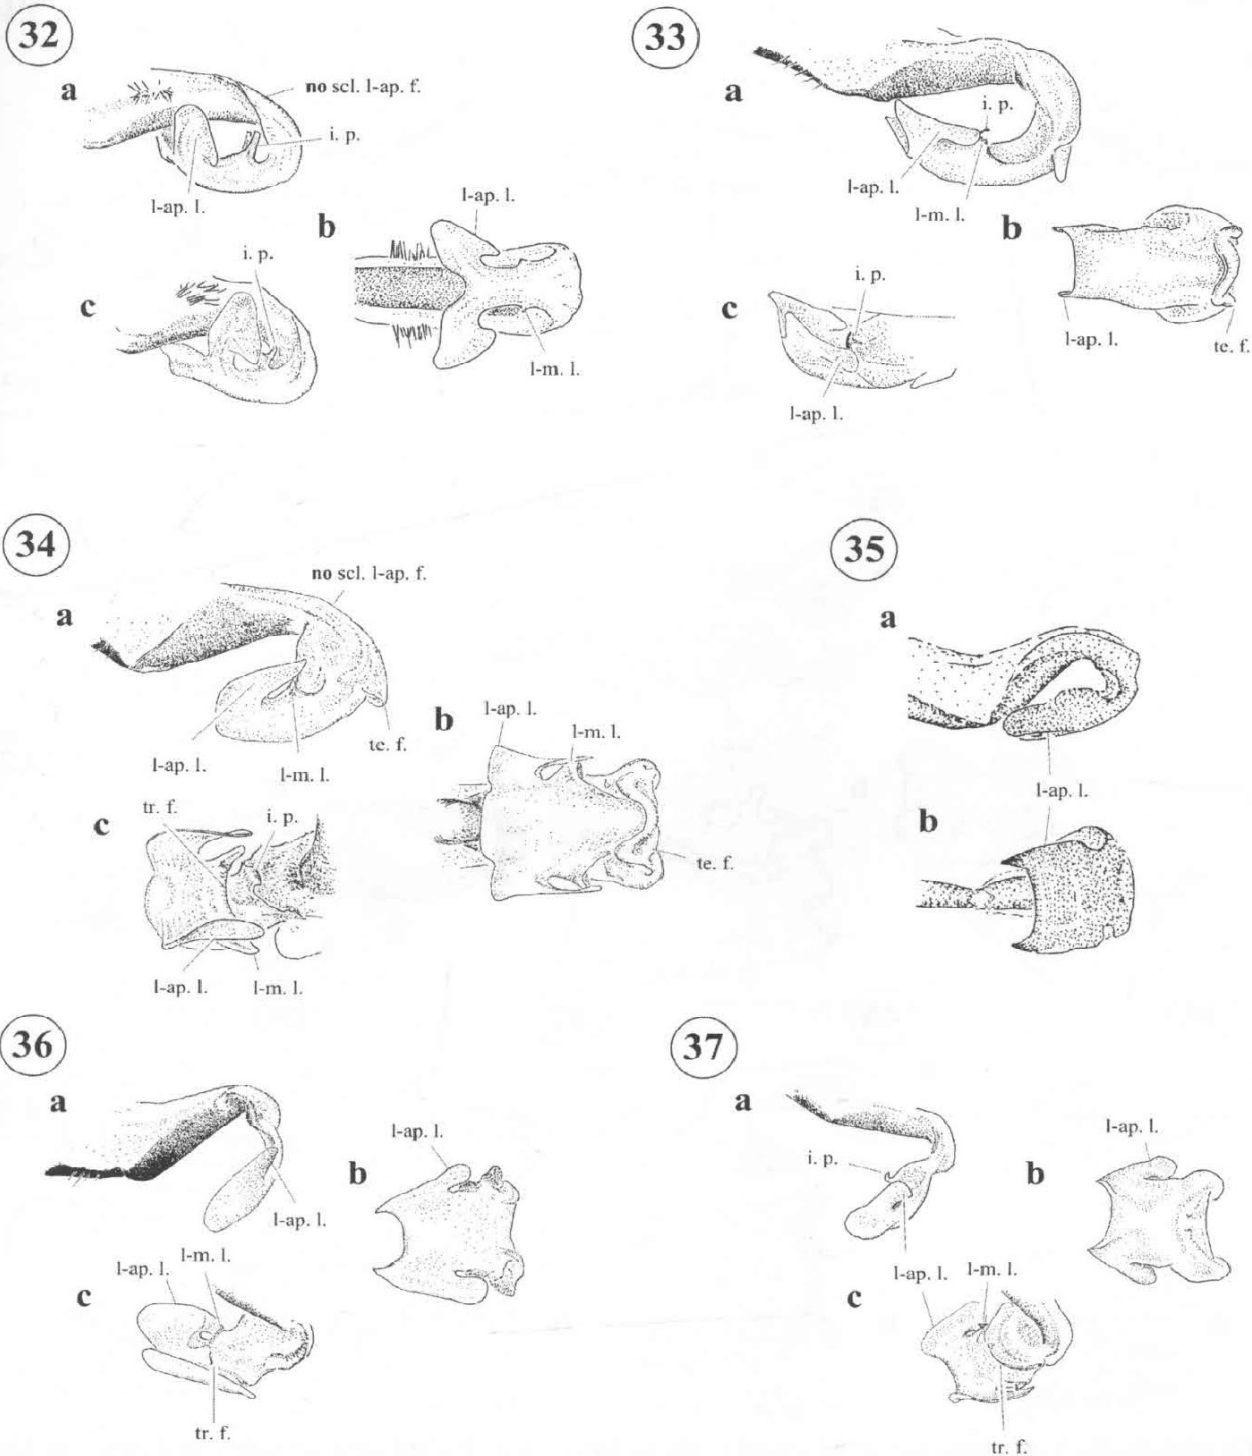 32
a
no scl. l-ap. f.
i. p.
l-ap. l.
b
l-ap. l.
l-m. l.
c
i. p.
33
a
i. p.
l-ap. l.
l-m. l.
b
l-ap. l.
te. f.
c
i. p.
l-ap. l.
34
a
no scl. l-ap. f.
te. f.
l-ap. l.
l-m. l.
b
l-ap. l.
l-m. l.
te. f.
c
tr. f.
i. p.
l-ap. l.
l-m. l.
35
a
l-ap. l.
b
36
a
l-ap. l.
b
l-ap. l.
c
l-ap. l.
l-m. l.
tr. f.
37
a
i. p.
l-ap. l.
b
l-ap. l.
c
l-m. l.
tr. f.